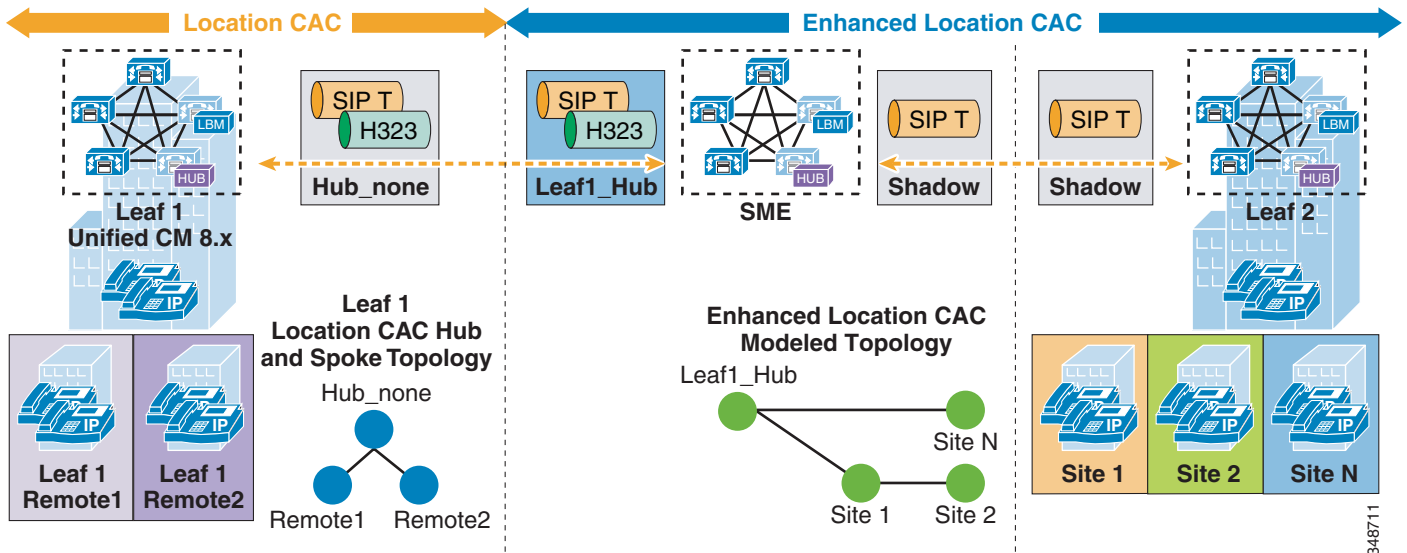 Location CAC
Enhanced Location CAC
LBM
HUB
Leaf 1
Unified CM 8.x
IP
SIP T
H323
Hub_none
SIP T
H323
Leaf1_Hub
LBM
HUB
SME
SIP T
Shadow
SIP T
Shadow
LBM
HUB
Leaf 2
IP
IP
Leaf 1
Remote1
IP
Leaf 1
Remote2
Leaf 1
Location CAC Hub
and Spoke Topology
Hub_none
Remote1
Remote2
Enhanced Location CAC
Modeled Topology
Leaf1_Hub
Site N
Site 1
Site 2
IP
Site 1
IP
Site 2
IP
Site N
348711